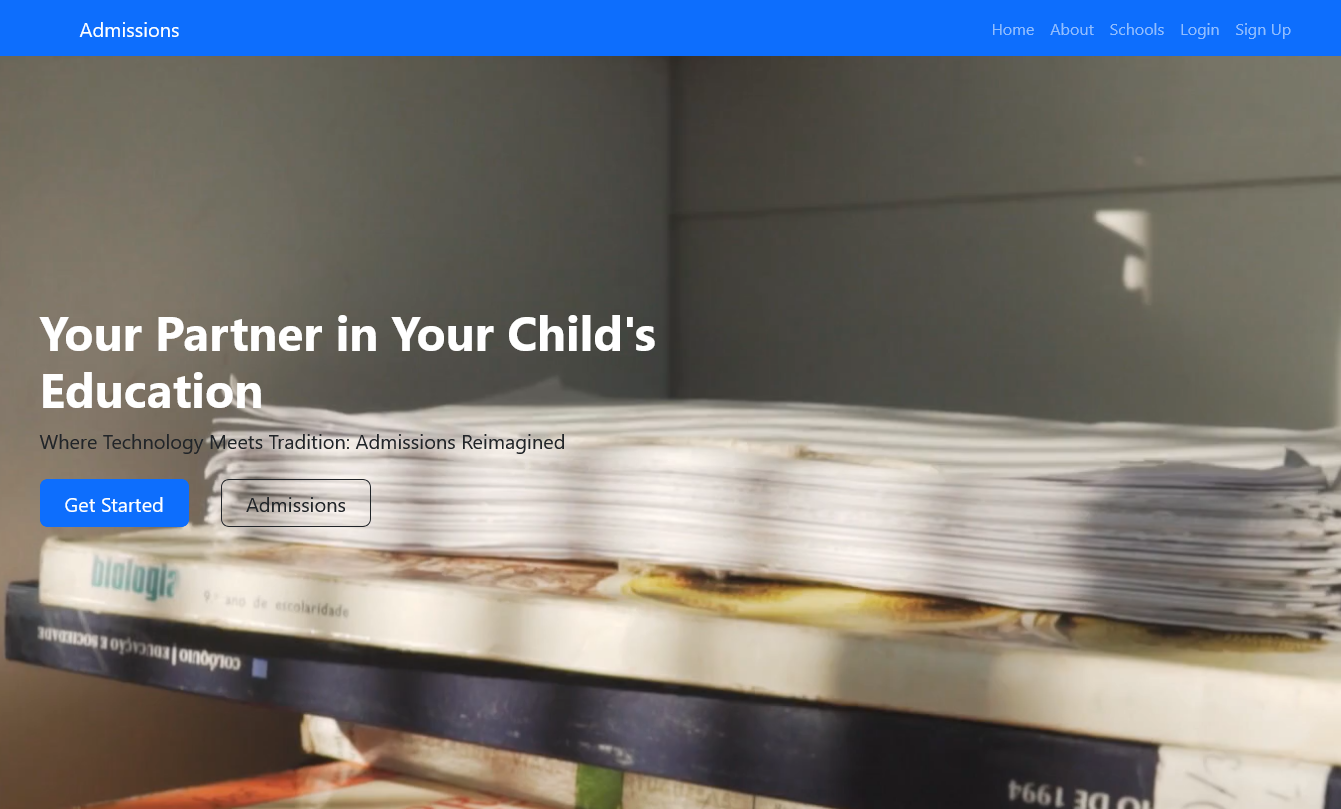 Admissions
Home About Schools Login Sign Up
Your Partner in Your Child's
Education
Where Technology Meets Tradition: Admissions Reimagined
Get Started Admissions
biologia
9.º ano de escolaridade
COLÓQUIO | EDUCAÇÃO E SOCIEDADE
O DE 1994